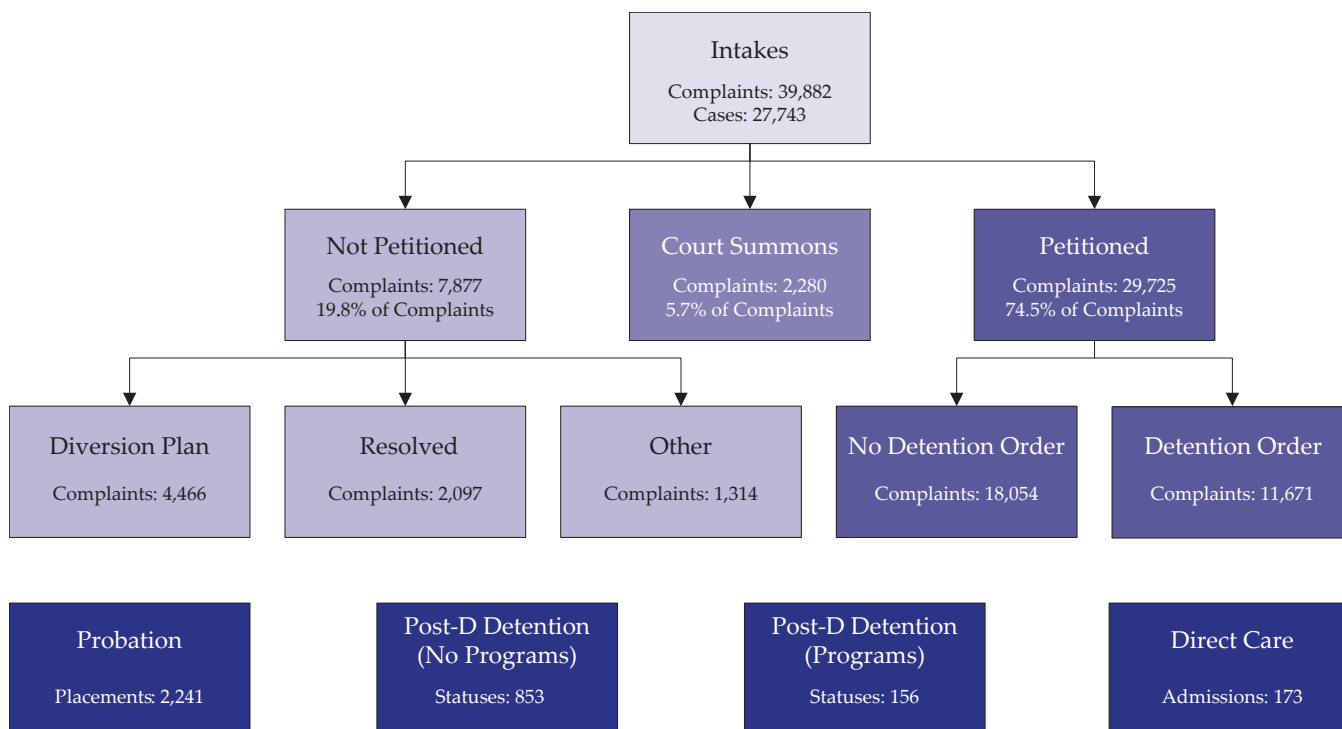 Intakes
Complaints: 39,882
Cases: 27,743
Not Petitioned
Complaints: 7,877
19.8% of Complaints
Court Summons
Complaints: 2,280
5.7% of Complaints
Petitioned
Complaints: 29,725
74.5% of Complaints
Diversion Plan
Complaints: 4,466
Resolved
Complaints: 2,097
Other
Complaints: 1,314
No Detention Order
Complaints: 18,054
Detention Order
Complaints: 11,671
Probation
Placements: 2,241
Post-D Detention
(No Programs)
Statuses: 853
Post-D Detention
(Programs)
Statuses: 156
Direct Care
Admissions: 173